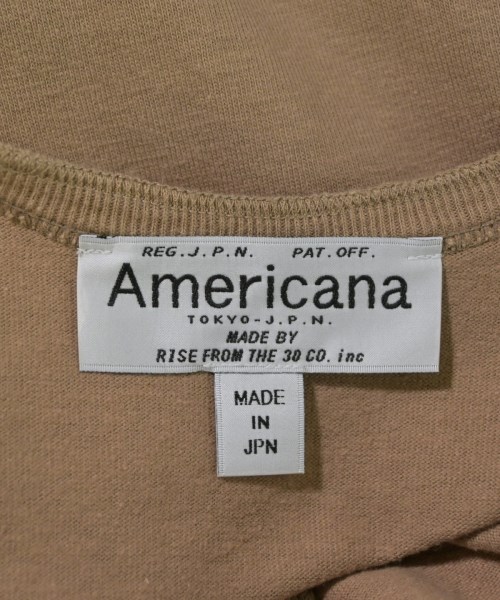 REG.J.P.N. PAT.OFF.
Americana
TOKYO-J.P.N.
MADE BY
RISE FROM THE 30 CO. inc
MADE
IN
JPN